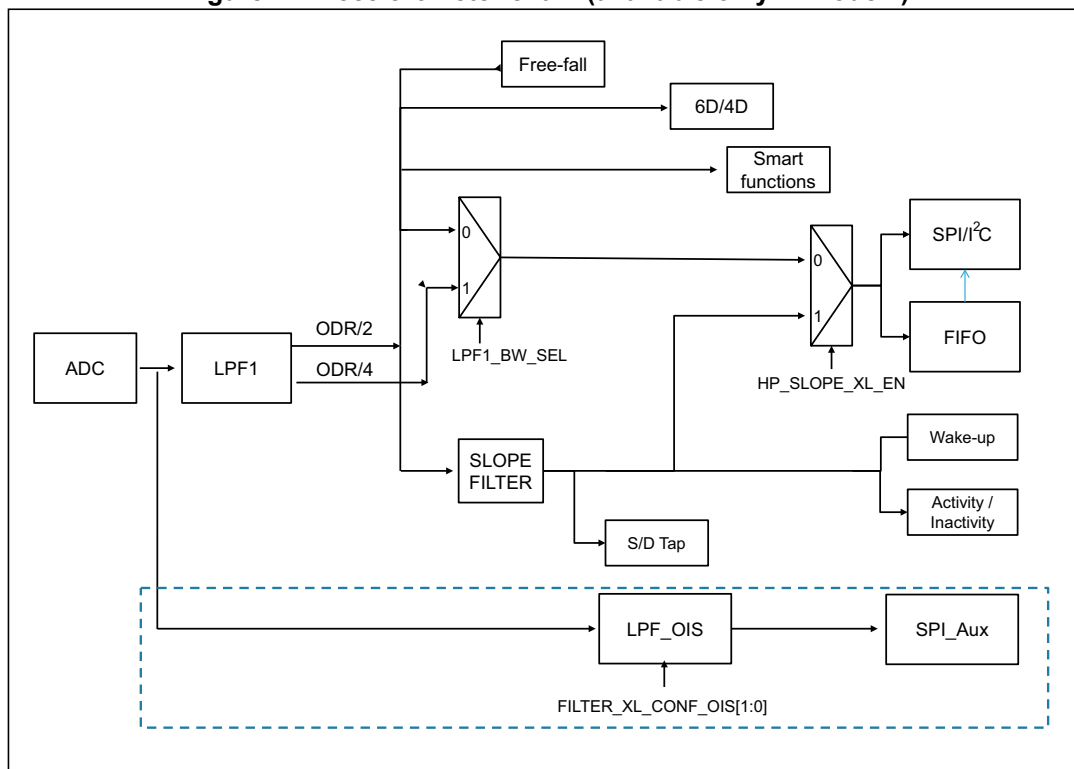 Free-fall
6D/4D
Smart
functions
0
1
LPF1_BW_SEL
0
1
HP_SLOPE_XL_EN
SPI/I²C
FIFO
ADC
LPF1
ODR/2
ODR/4
SLOPE
FILTER
Wake-up
Activity /
Inactivity
S/D Tap
LPF_OIS
SPI_Aux
FILTER_XL_CONF_OIS[1:0]